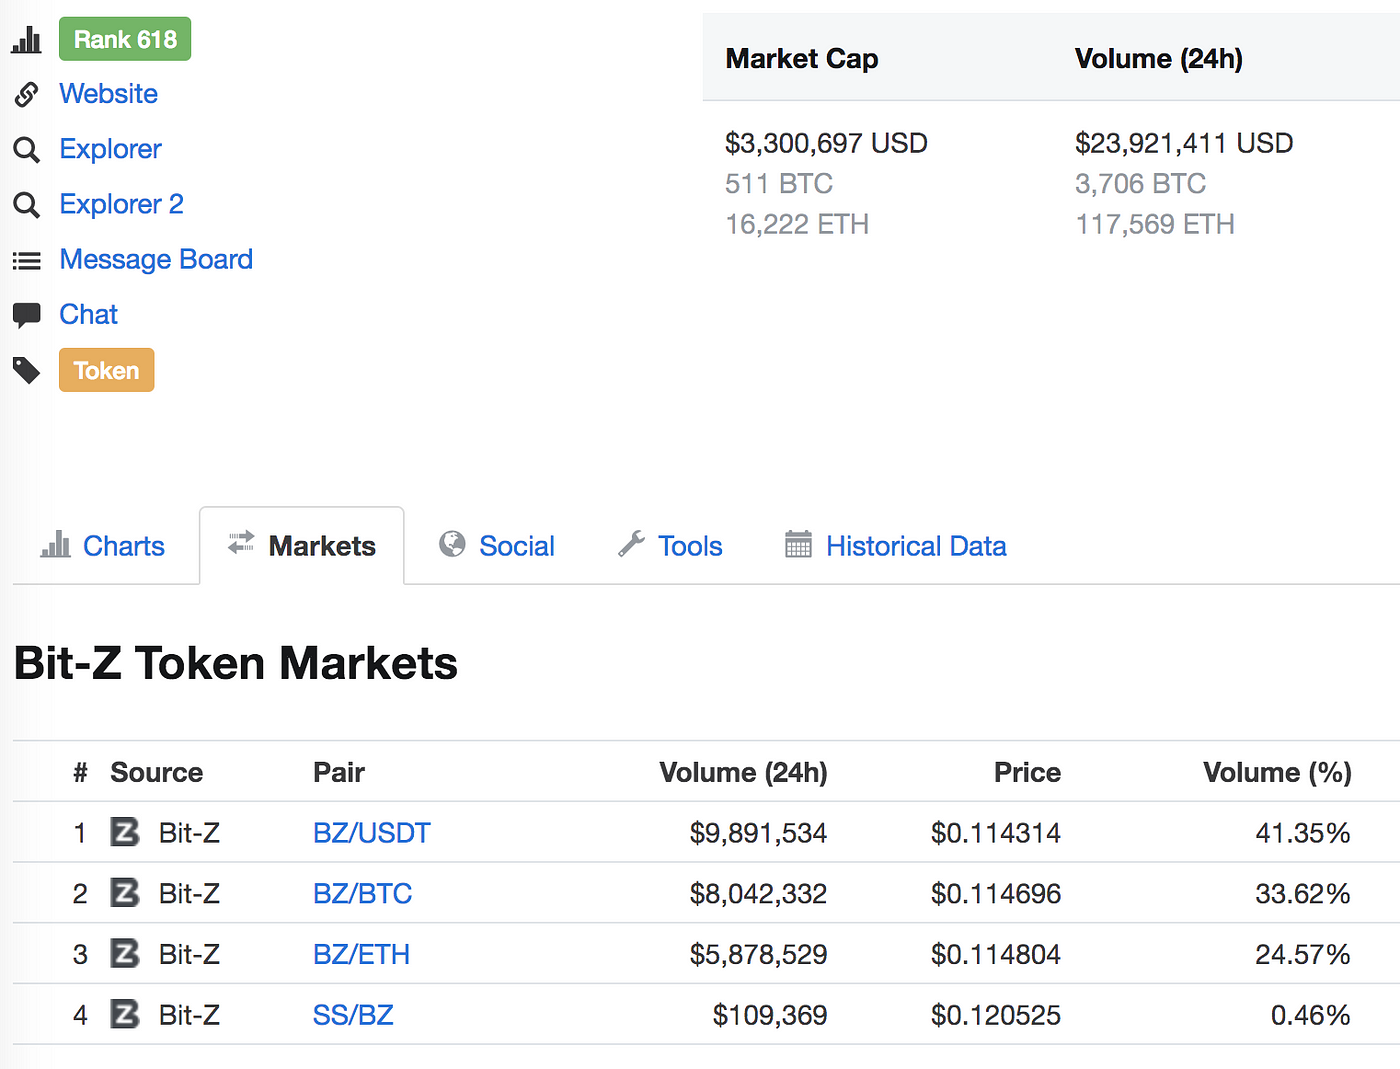 Rank 618
Website
Explorer
Explorer 2
Message Board
Chat
Token
Market Cap Volume (24h)
$3,300,697 USD $23,921,411 USD
511 BTC 3,706 BTC
16,222 ETH 117,569 ETH
Charts Markets Social Tools Historical Data
Bit-Z Token Markets
# Source Pair Volume (24h) Price Volume (%)
1 Bit-Z BZ/USDT $9,891,534 $0.114314 41.35%
2 Bit-Z BZ/BTC $8,042,332 $0.114696 33.62%
3 Bit-Z BZ/ETH $5,878,529 $0.114804 24.57%
4 Bit-Z SS/BZ $109,369 $0.120525 0.46%